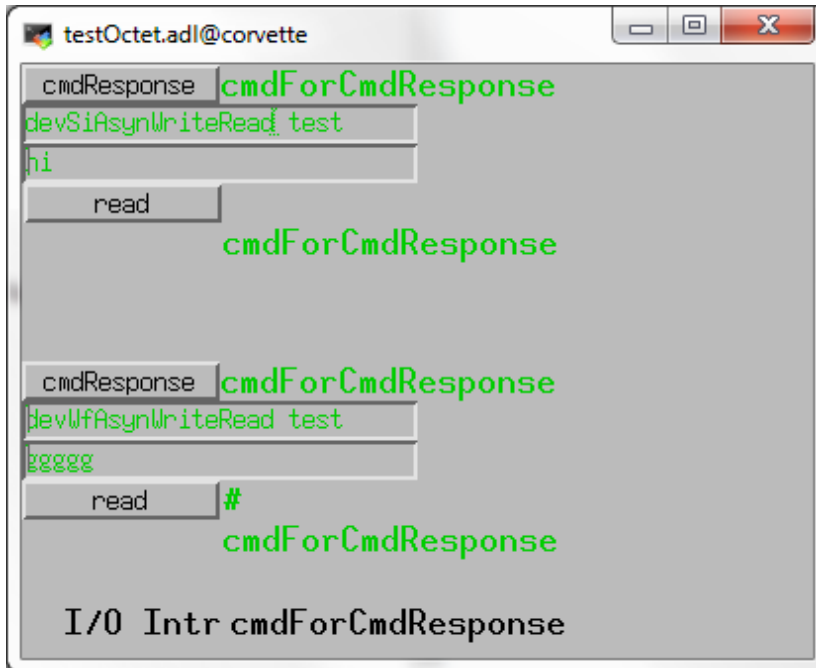 testOctet.adl@corvette
cmdResponse cmdForCmdResponse
devSiAsynWriteRead test
hi
read
cmdForCmdResponse
cmdResponse cmdForCmdResponse
devWfAsynWriteRead test
ggggg
read #
cmdForCmdResponse
I/O Intr cmdForCmdResponse